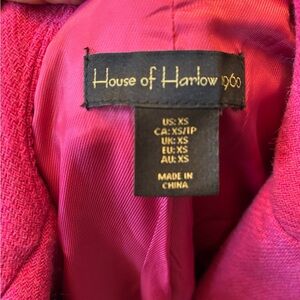 House of Harlow 1960
US: XS
CA: XS/TP
UK: XS
EU: XS
AU: XS
MADE IN
CHINA